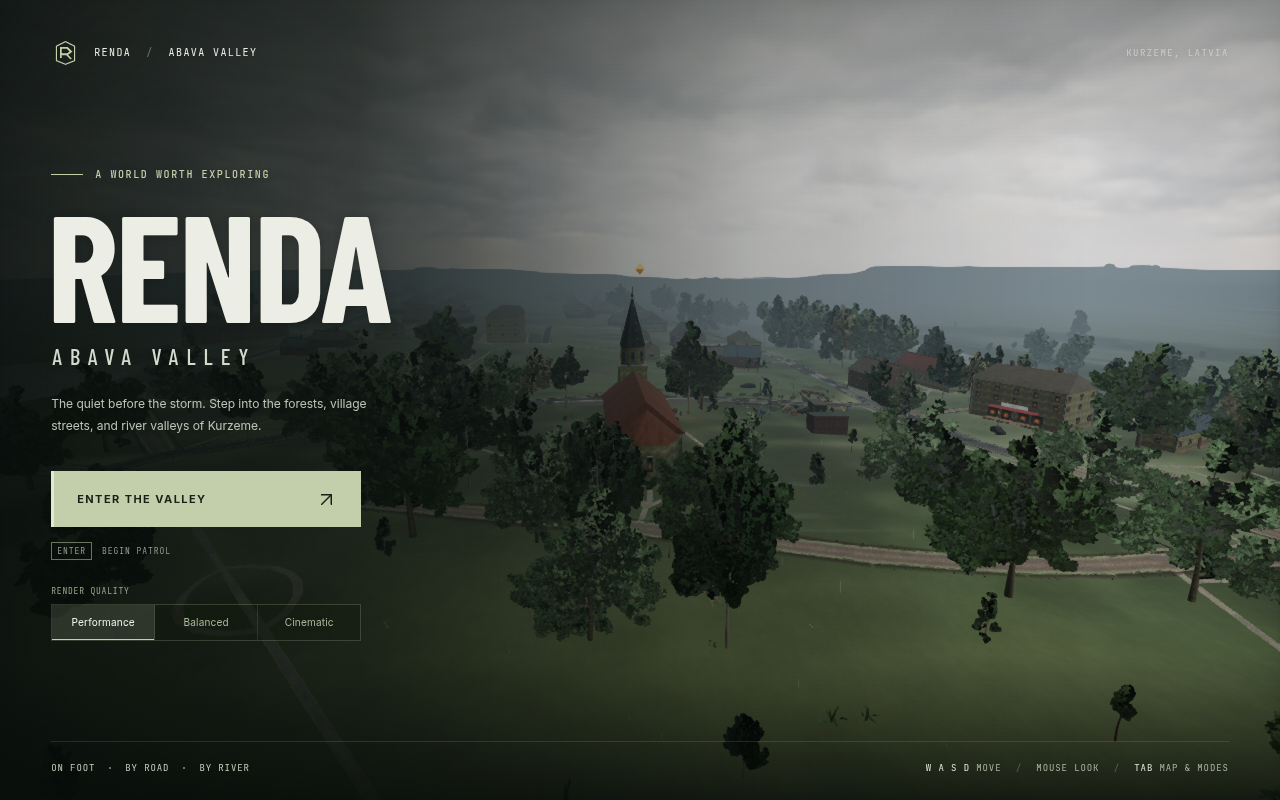 R
RENDA / ABAVA VALLEY
KURZEME, LATVIA
A WORLD WORTH EXPLORING
RENDA
ABAVA VALLEY
The quiet before the storm. Step into the forests, village
streets, and river valleys of Kurzeme.
ENTER THE VALLEY
ENTER BEGIN PATROL
RENDER QUALITY
Performance Balanced Cinematic
ON FOOT · BY ROAD · BY RIVER
W A S D MOVE / MOUSE LOOK / TAB MAP & MODES